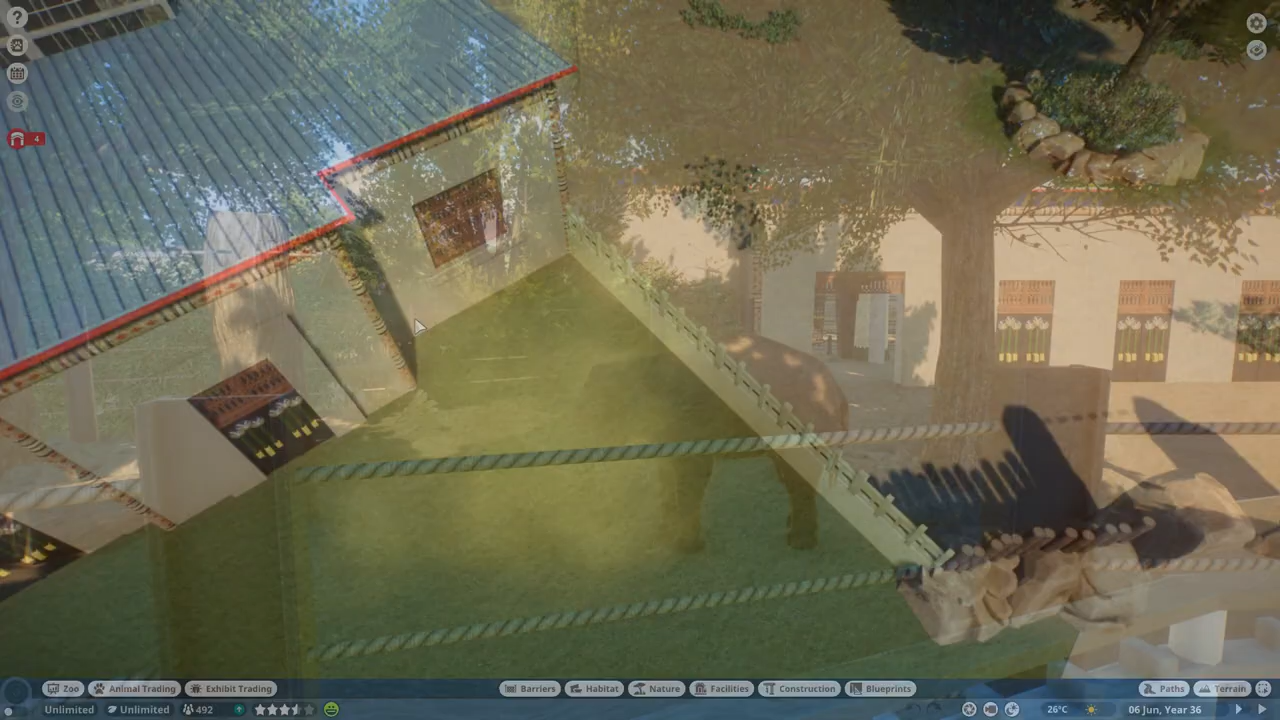 ?
4
Zoo Animal Trading Exhibit Trading Barriers Habitat Nature Facilities Construction Blueprints Paths Terrain
Unlimited Unlimited 492 26°C 06 Jun, Year 36